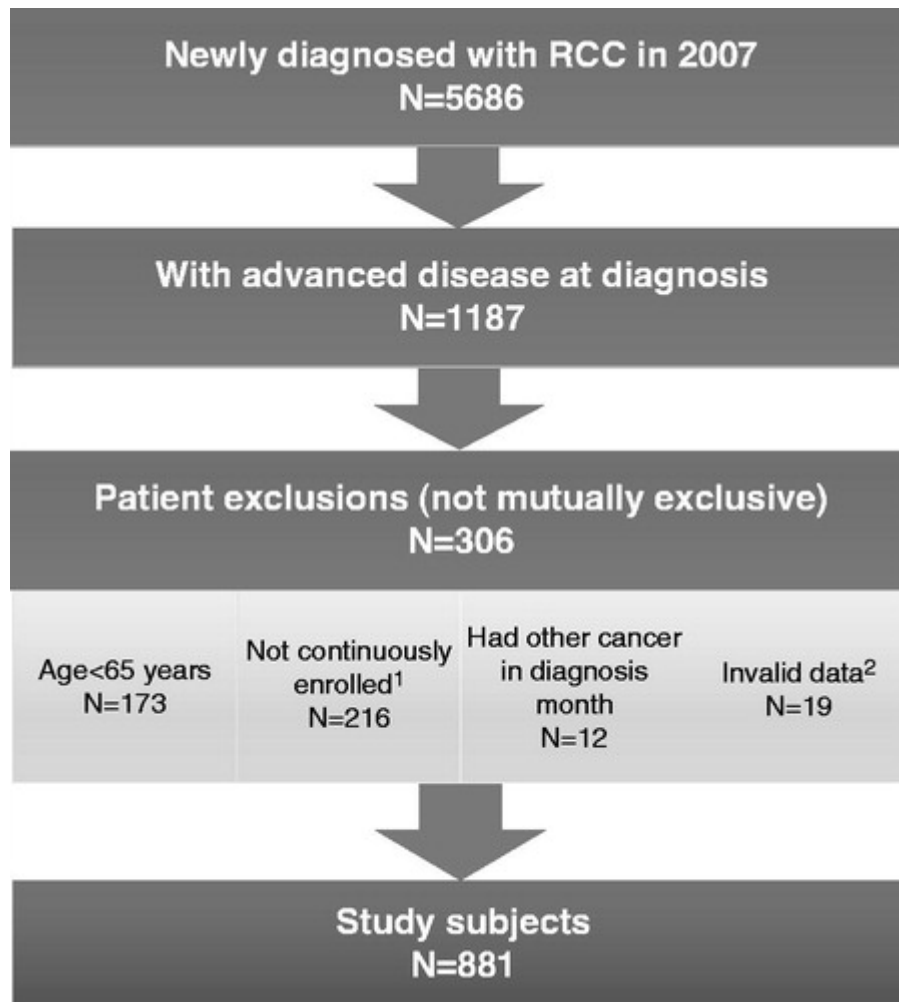 Newly diagnosed with RCC in 2007
N=5686
With advanced disease at diagnosis
N=1187
Patient exclusions (not mutually exclusive)
N=306
Age<65 years
N=173
Not continuously
enrolled¹
N=216
Had other cancer
in diagnosis
month
N=12
Invalid data²
N=19
Study subjects
N=881